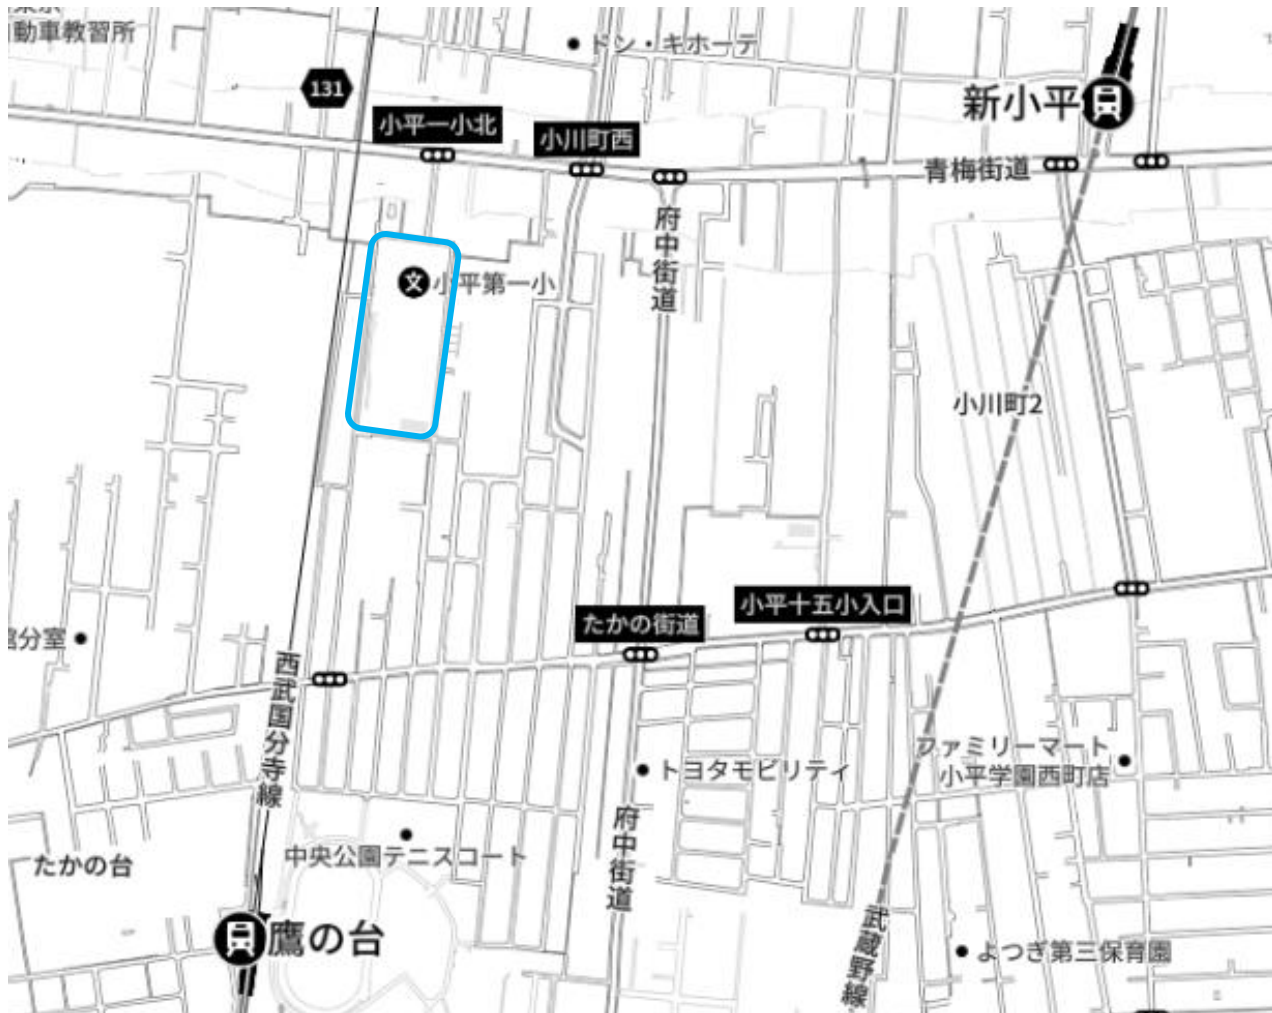 動車教習所
ドン・キホーテ
131
新小平
小平一小北
小川町西
青梅街道
府中街道
小平第一小
小川町2
小平十五小入口
たかの街道
分室
西武国分寺線
ファミリーマート
小平学園西町店
トヨタモビリティ
府中街道
中央公園テニスコート
たかの台
鷹の台
武蔵野線
よつぎ第三保育園